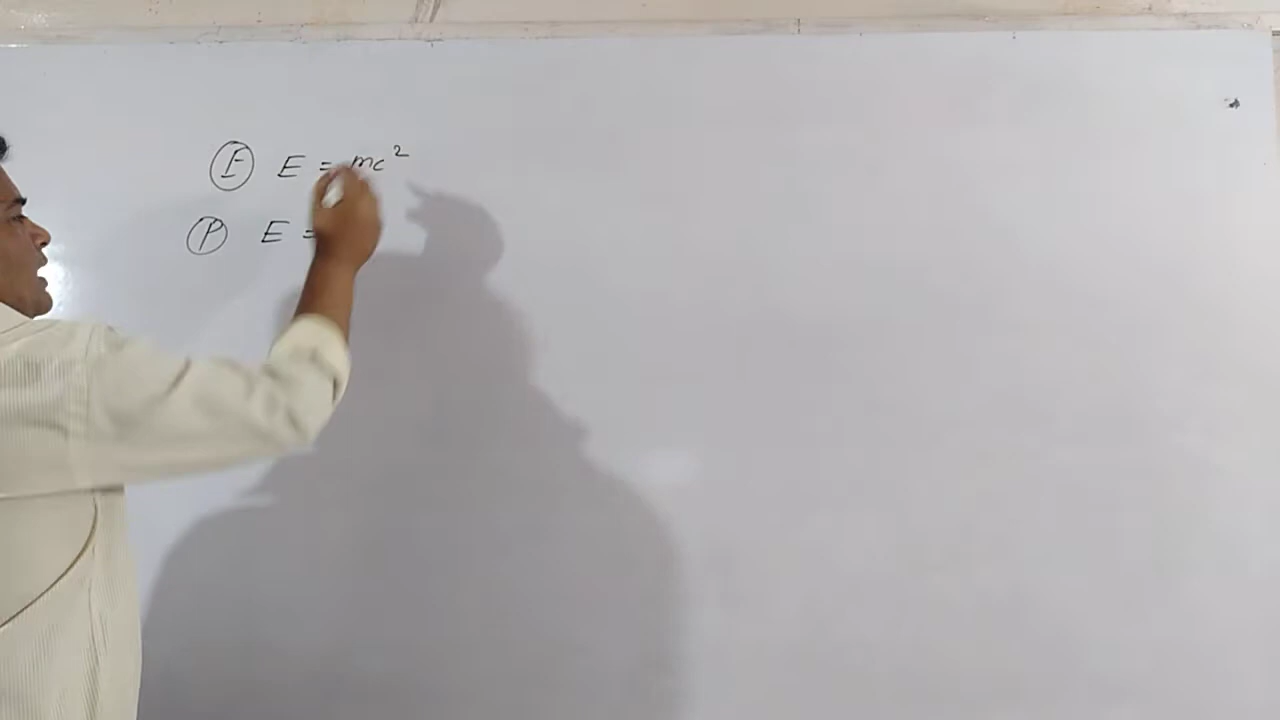 E E = mc²
P E =